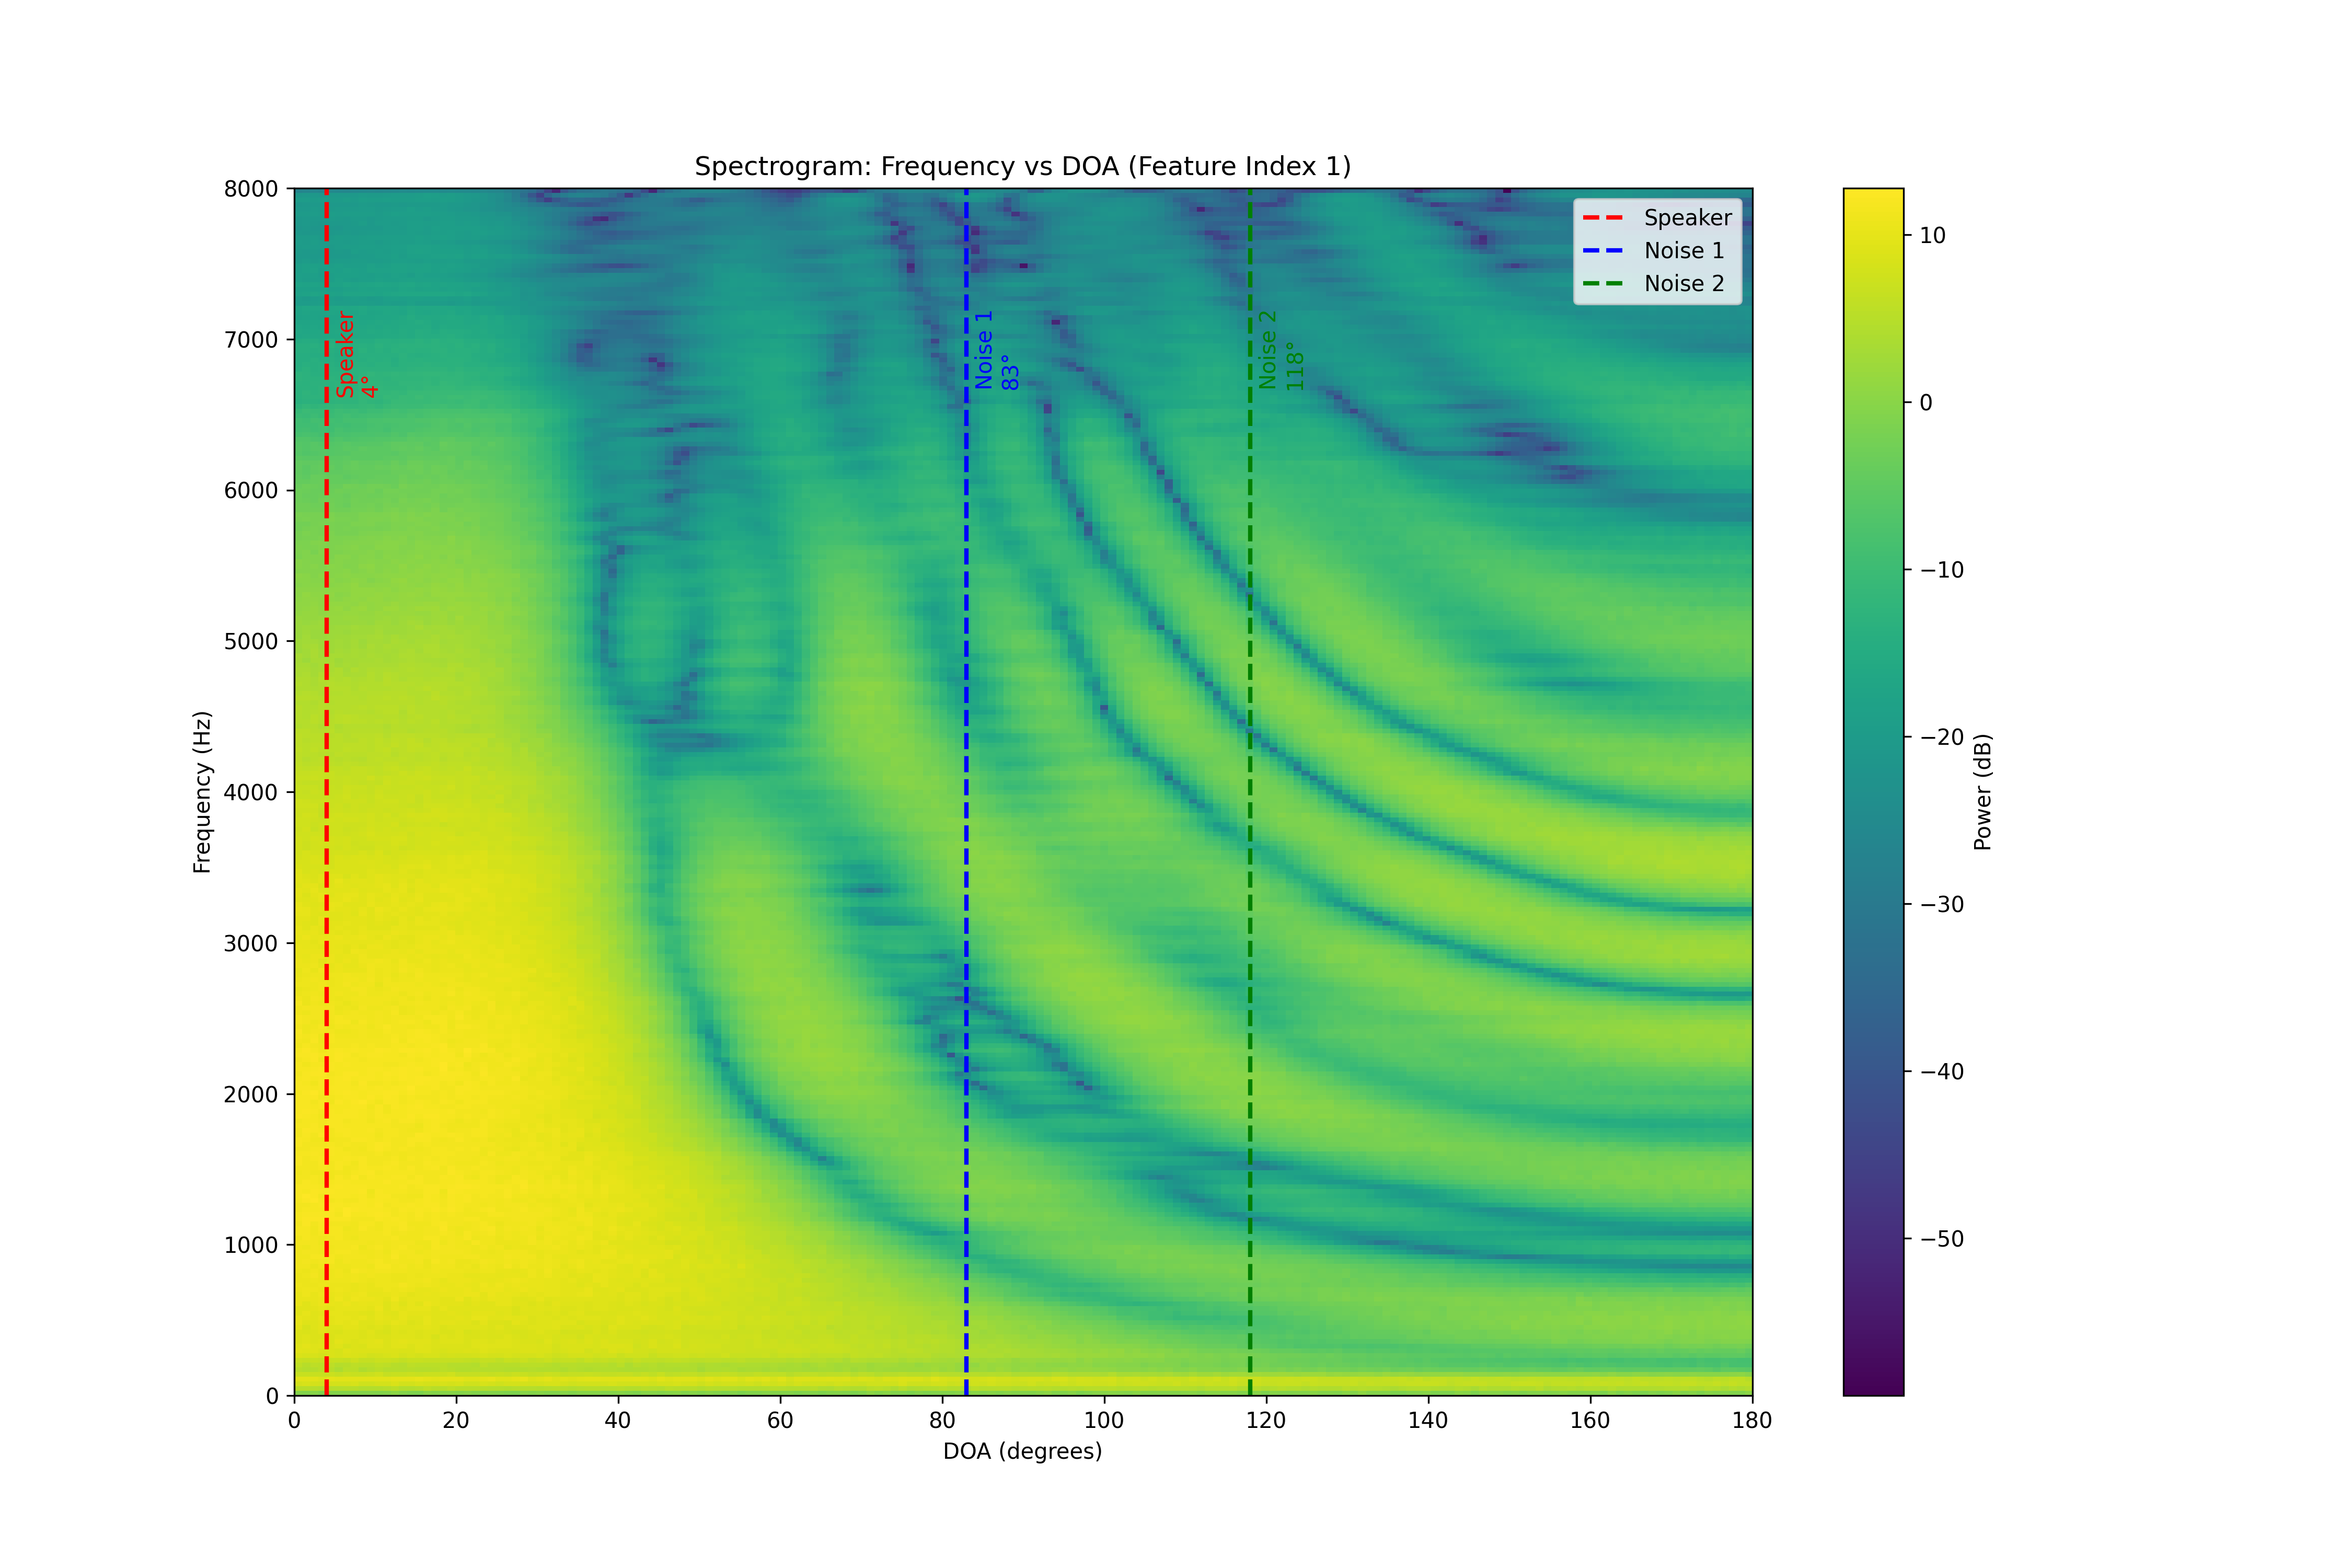 Spectrogram: Frequency vs DOA (Feature Index 1)
8000
7000
6000
5000
4000
3000
2000
1000
0
Frequency (Hz)
0 20 40 60 80 100 120 140 160 180
DOA (degrees)
Speaker
4°
Noise 1
83°
Noise 2
118°
Speaker
Noise 1
Noise 2
10
0
−10
−20
−30
−40
−50
Power (dB)